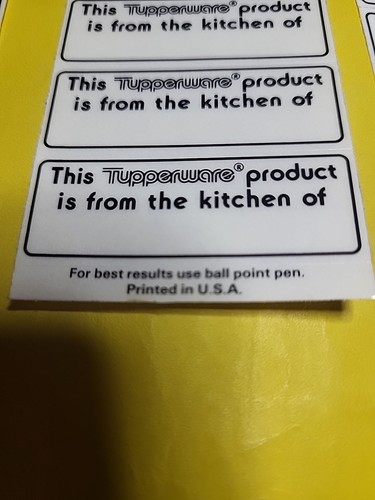 This Tupperware® product
is from the kitchen of
This Tupperware® product
is from the kitchen of
This Tupperware® product
is from the kitchen of
For best results use ball point pen.
Printed in U.S.A.